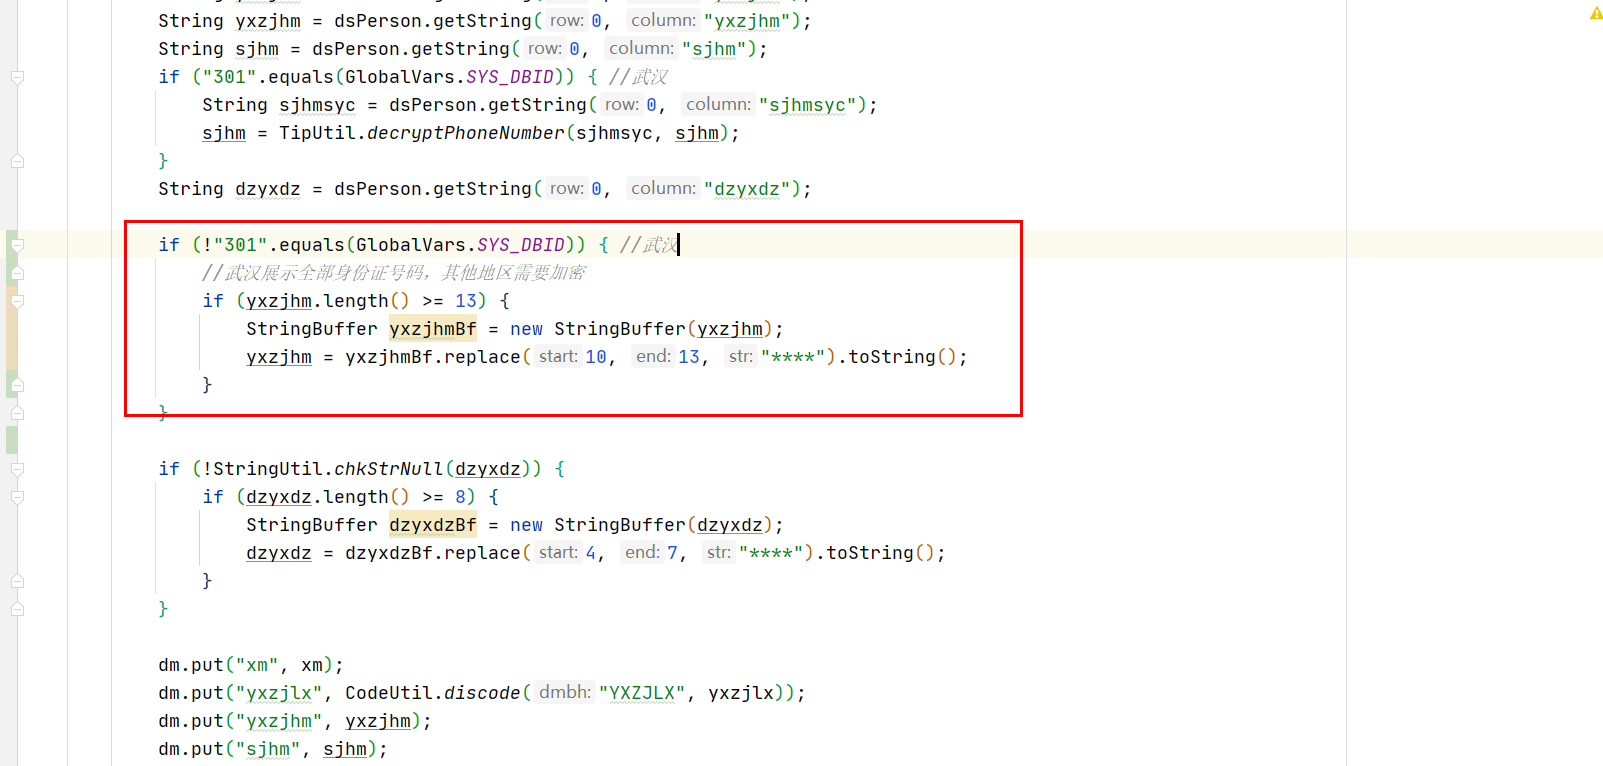 String yxzjhm = dsPerson.getString( row: 0, column: "yxzjhm");
String sjhm = dsPerson.getString( row: 0, column: "sjhm");
if ("301".equals(GlobalVars.SYS_DBID)) { //武汉
String sjhmsyc = dsPerson.getString( row: 0, column: "sjhmsyc");
sjhm = TipUtil.decryptPhoneNumber(sjhmsyc, sjhm);
}
String dzyxdz = dsPerson.getString( row: 0, column: "dzyxdz");
if (!"301".equals(GlobalVars.SYS_DBID)) { //武汉
//武汉展示全部身份证号码，其他地区需要加密
if (yxzjhm.length() >= 13) {
StringBuffer yxzjhmBf = new StringBuffer(yxzjhm);
yxzjhm = yxzjhmBf.replace( start: 10, end: 13, str: "****").toString();
}
}
if (!StringUtil.chkStrNull(dzyxdz)) {
if (dzyxdz.length() >= 8) {
StringBuffer dzyxdzBf = new StringBuffer(dzyxdz);
dzyxdz = dzyxdzBf.replace( start: 4, end: 7, str: "****").toString();
}
}
dm.put("xm", xm);
dm.put("yxzjlx", CodeUtil.discode( dmbh: "YXZJLX", yxzjlx));
dm.put("yxzjhm", yxzjhm);
dm.put("sjhm", sjhm);